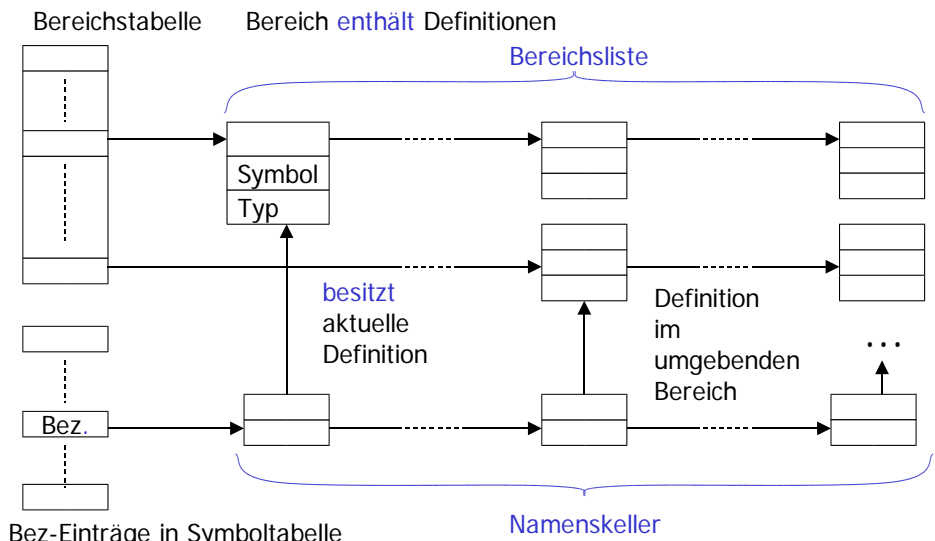 Bereichstabelle
Bereich enthält Definitionen
Bereichsliste
Symbol
Typ
besitzt
aktuelle
Definition
Definition
im
umgebenden
Bereich
...
Bez.
Namenskeller
Bez-Einträge in Symboltabelle